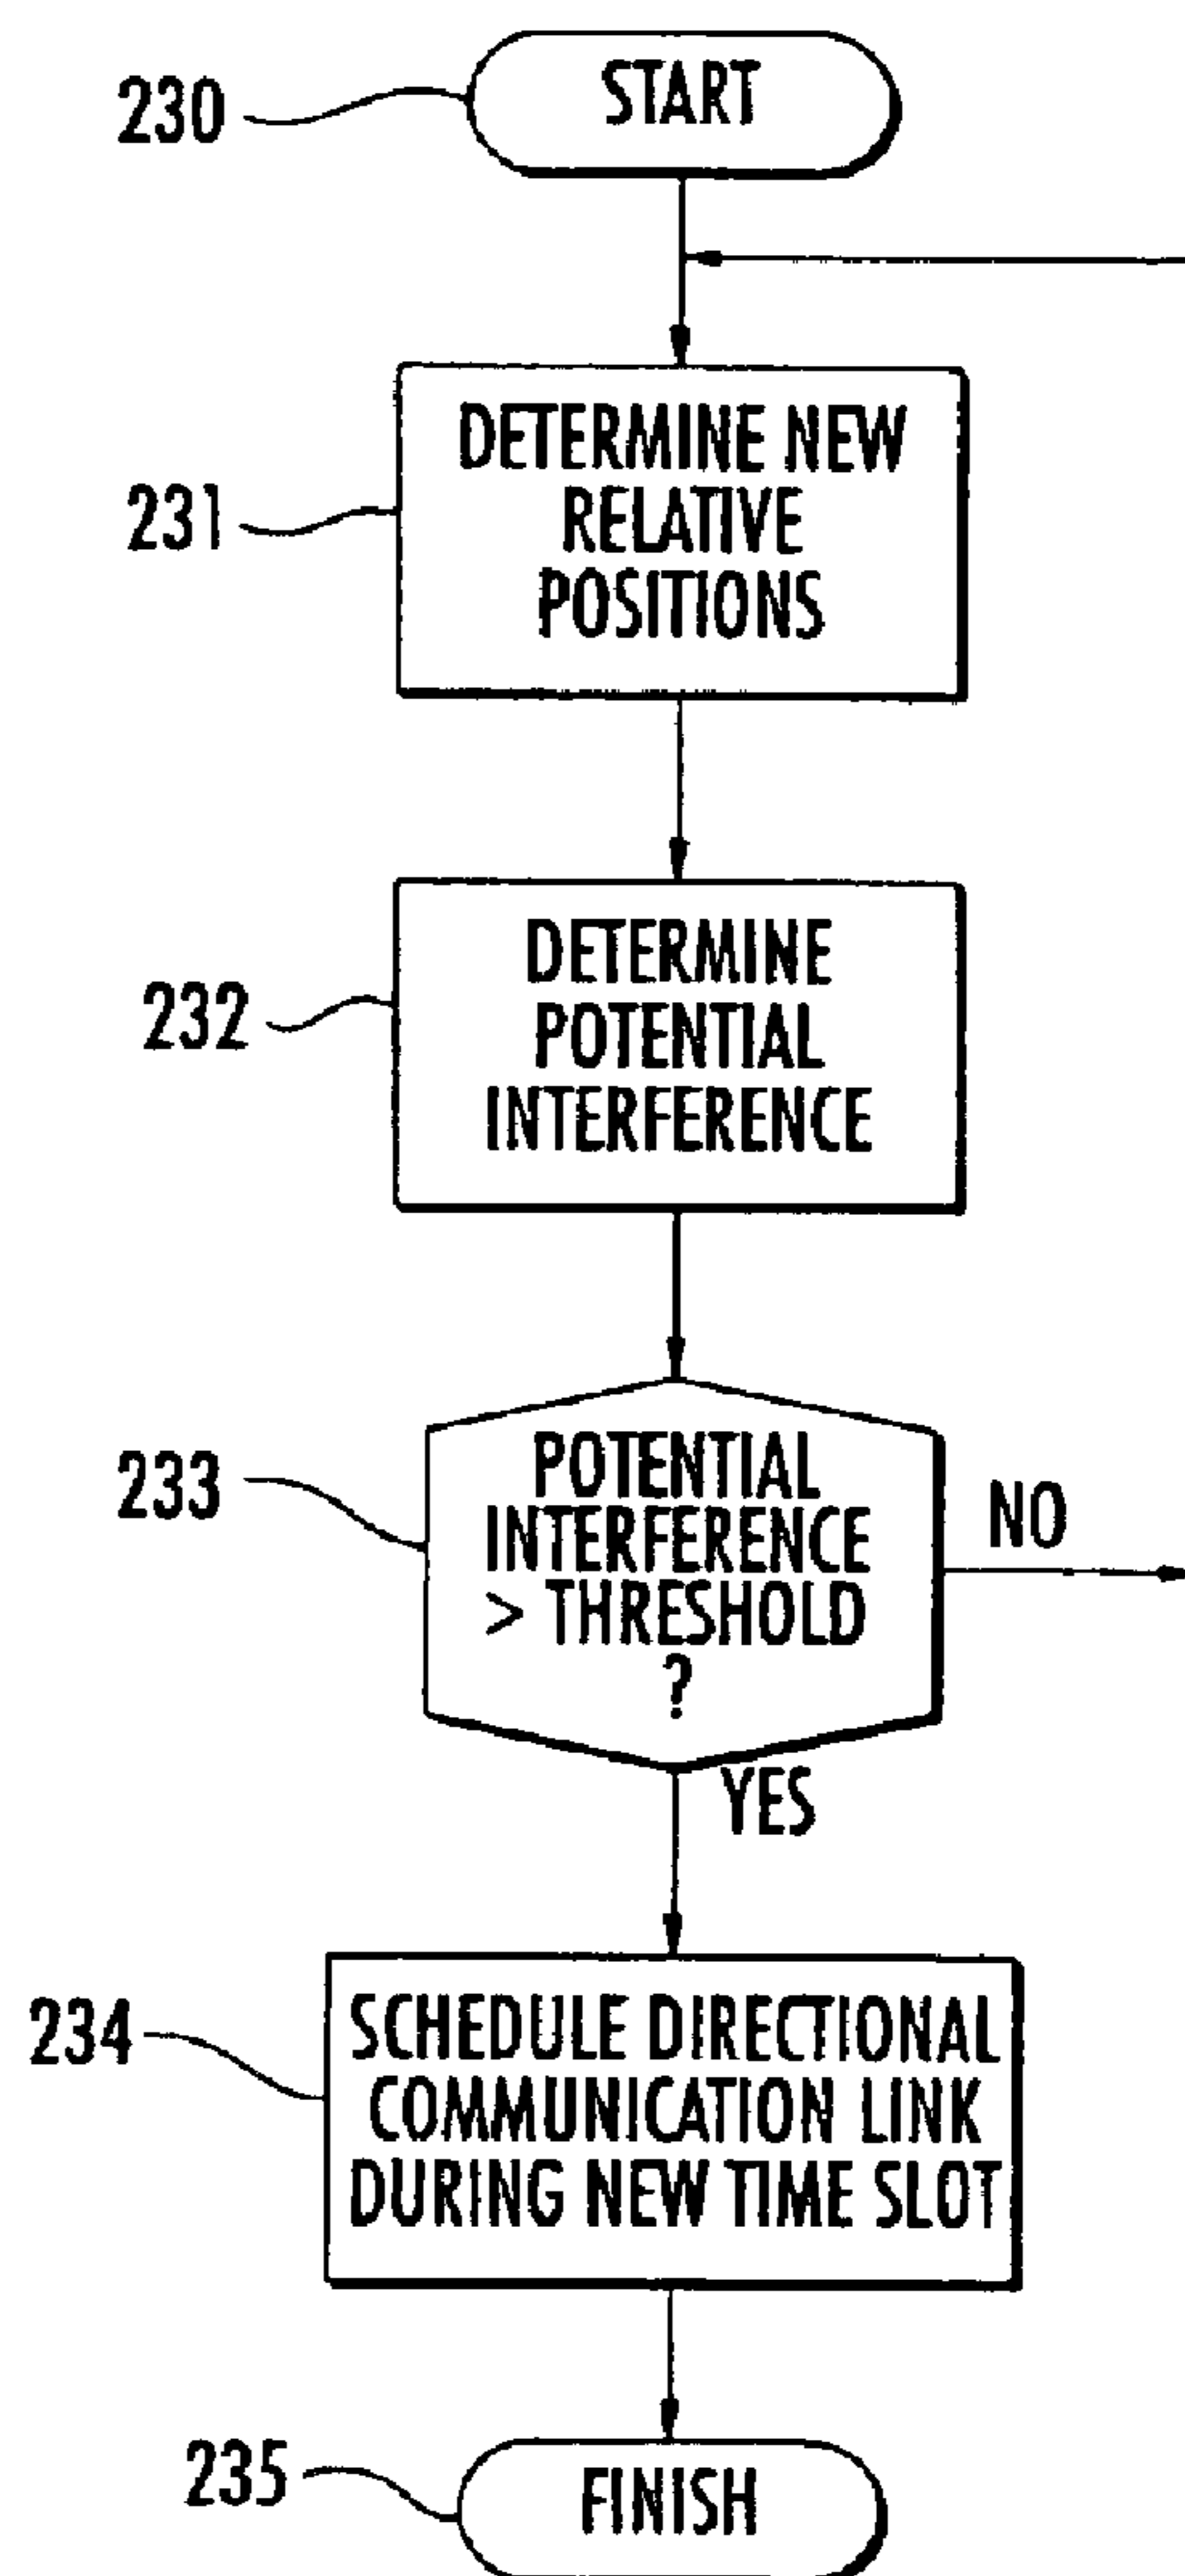 230
START
231
DETERMINE NEW
RELATIVE
POSITIONS
232
DETERMINE
POTENTIAL
INTERFERENCE
233
POTENTIAL
INTERFERENCE
> THRESHOLD
?
NO
YES
234
SCHEDULE DIRECTIONAL
COMMUNICATION LINK
DURING NEW TIME SLOT
235
FINISH